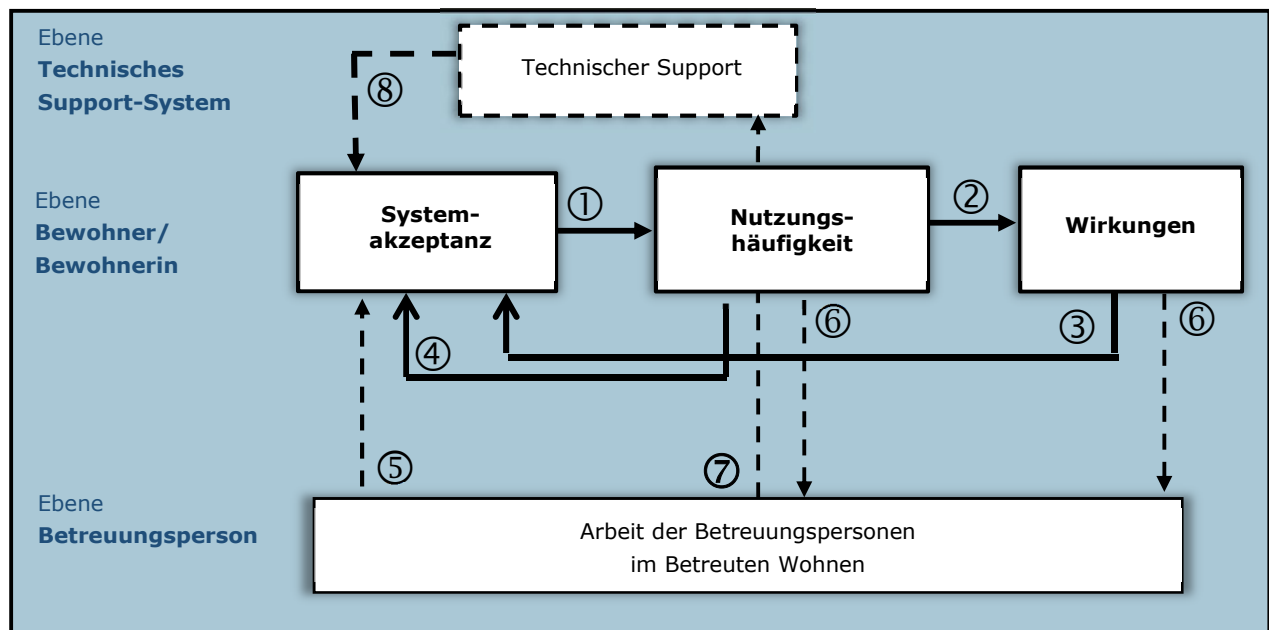 Ebene
Technisches
Support-System
Technischer Support
⑧
Ebene
Bewohner/
Bewohnerin
System-
akzeptanz
①
Nutzungs-
häufigkeit
②
Wirkungen
④
⑥
③
⑥
⑤
⑦
Ebene
Betreuungsperson
Arbeit der Betreuungspersonen
im Betreuten Wohnen